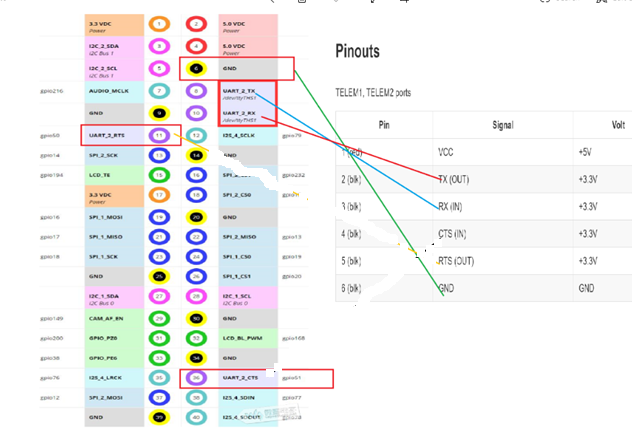 3.3 VDC
Power
1
2
5.0 VDC
Power
I2C_2_SDA
I2C Bus 1
3
4
5.0 VDC
Power
I2C_2_SCL
I2C Bus 1
5
6
GND
gpio216
AUDIO_MCLK
7
8
UART_2_TX
GND
9
10
UART_2_RX
gpio50
UART_2_RTS
11
12
I2S_4_SCLK
gpio79
gpio14
SPI_2_SCK
13
14
GND
gpio194
LCD_TE
15
16
gpio232
3.3 VDC
Power
17
18
SPI_2_CS0
gpio16
SPI_1_MOSI
19
20
GND
gpio17
SPI_1_MISO
21
22
SPI_2_MISO
gpio13
gpio18
SPI_1_SCK
23
24
SPI_1_CS0
gpio19
GND
25
26
SPI_1_CS1
gpio20
I2C_1_SDA
I2C Bus 0
27
28
I2C_1_SCL
I2C Bus 0
gpio149
CAM_AF_EN
29
30
GND
gpio200
GPIO_PZ0
31
32
LCD_BL_PWM
gpio168
gpio38
GPIO_PE6
33
34
GND
gpio76
I2S_4_LRCK
35
36
UART_2_CTS
gpio51
gpio12
SPI_2_MOSI
37
38
I2S_4_SDIN
gpio77
GND
39
40
I2S_4_SDOUT
Pinouts
TELEM1, TELEM2 ports
Pin Signal Volt
1 (red) VCC +5V
2 (blk) TX (OUT) +3.3V
3 (blk) RX (IN) +3.3V
4 (blk) CTS (IN) +3.3V
5 (blk) RTS (OUT) +3.3V
6 (blk) GND GND